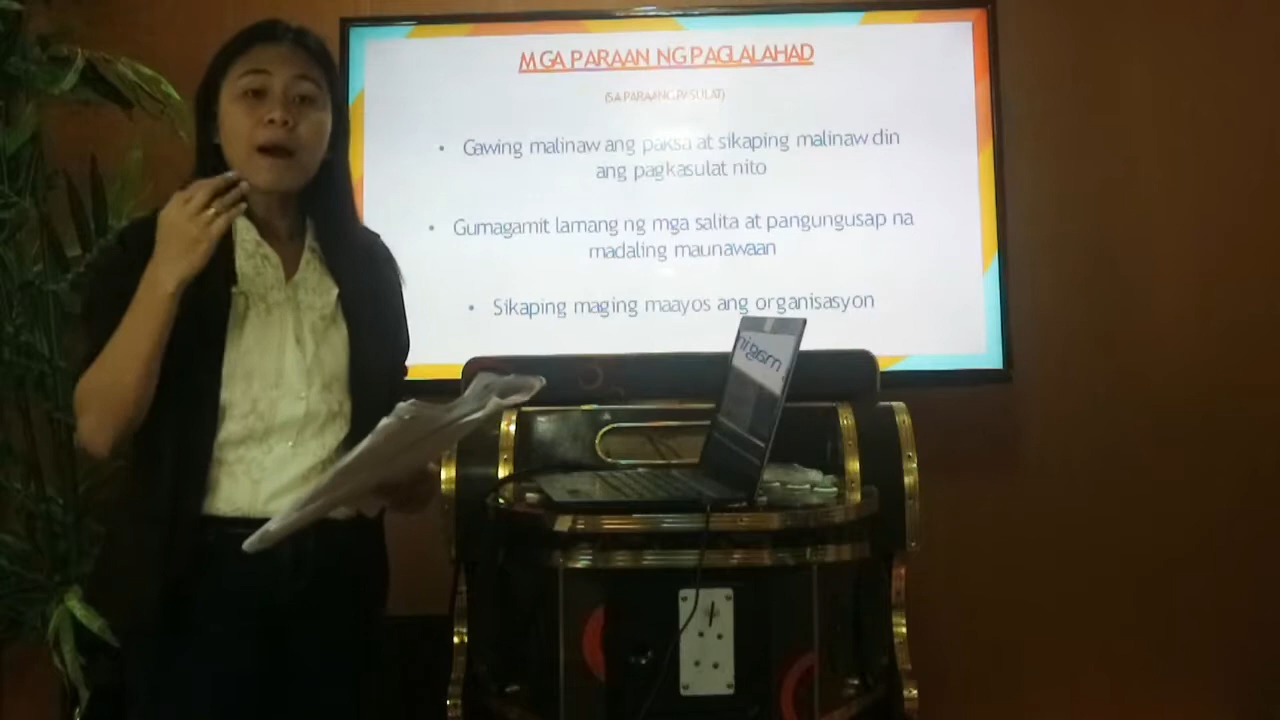 MGA PARAAN NG PAGLALAHAD
(SA PARAANG PASULAT)
• Gawing malinaw ang paksa at sikaping malinaw din
ang pagkasulat nito
• Gumagamit lamang ng mga salita at pangungusap na
madaling maunawaan
• Sikaping maging maayos ang organisasyon